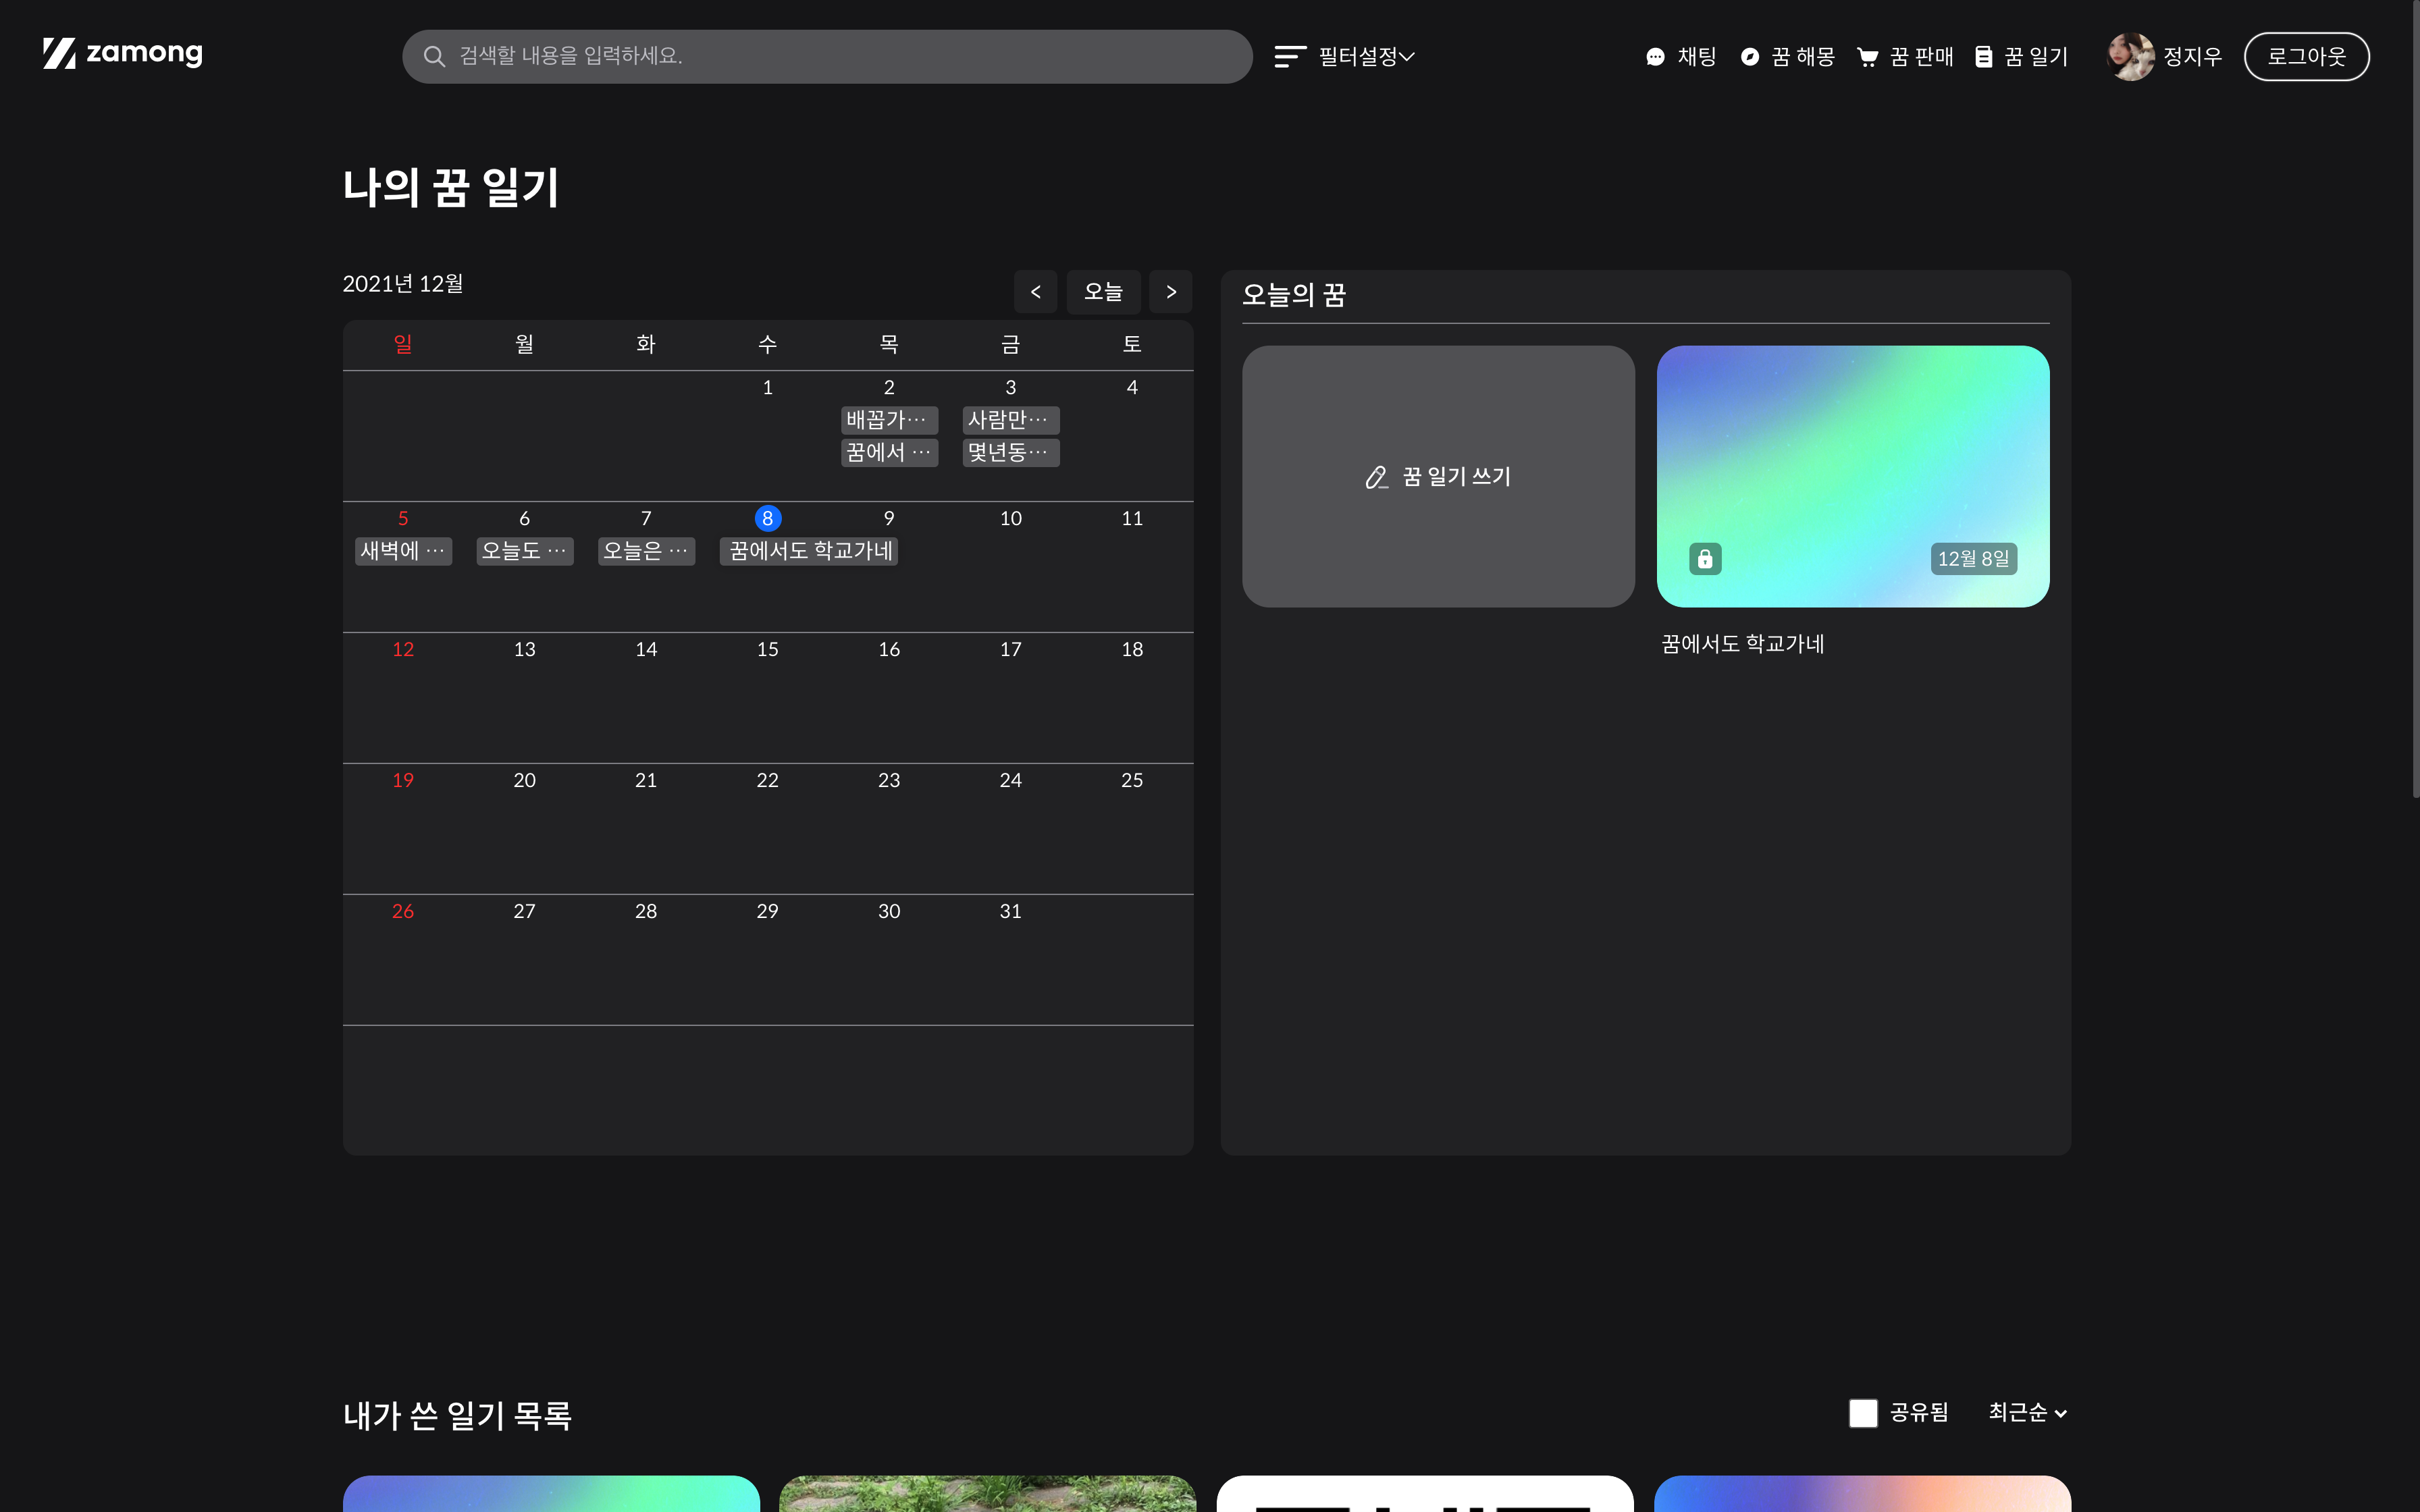 zamong
검색할 내용을 입력하세요.
필터설정
채팅
꿈 해몽
꿈 판매
꿈 일기
정지우
로그아웃
나의 꿈 일기
2021년 12월
<
오늘
>
일 월 화 수 목 금 토
1 2 3 4
배꼽가… 사람만…
꿈에서 … 몇년동…
5 6 7 8 9 10 11
새벽에 … 오늘도 … 오늘은 … 꿈에서도 학교가네
12 13 14 15 16 17 18
19 20 21 22 23 24 25
26 27 28 29 30 31
오늘의 꿈
꿈 일기 쓰기
12월 8일
꿈에서도 학교가네
내가 쓴 일기 목록
공유됨
최근순